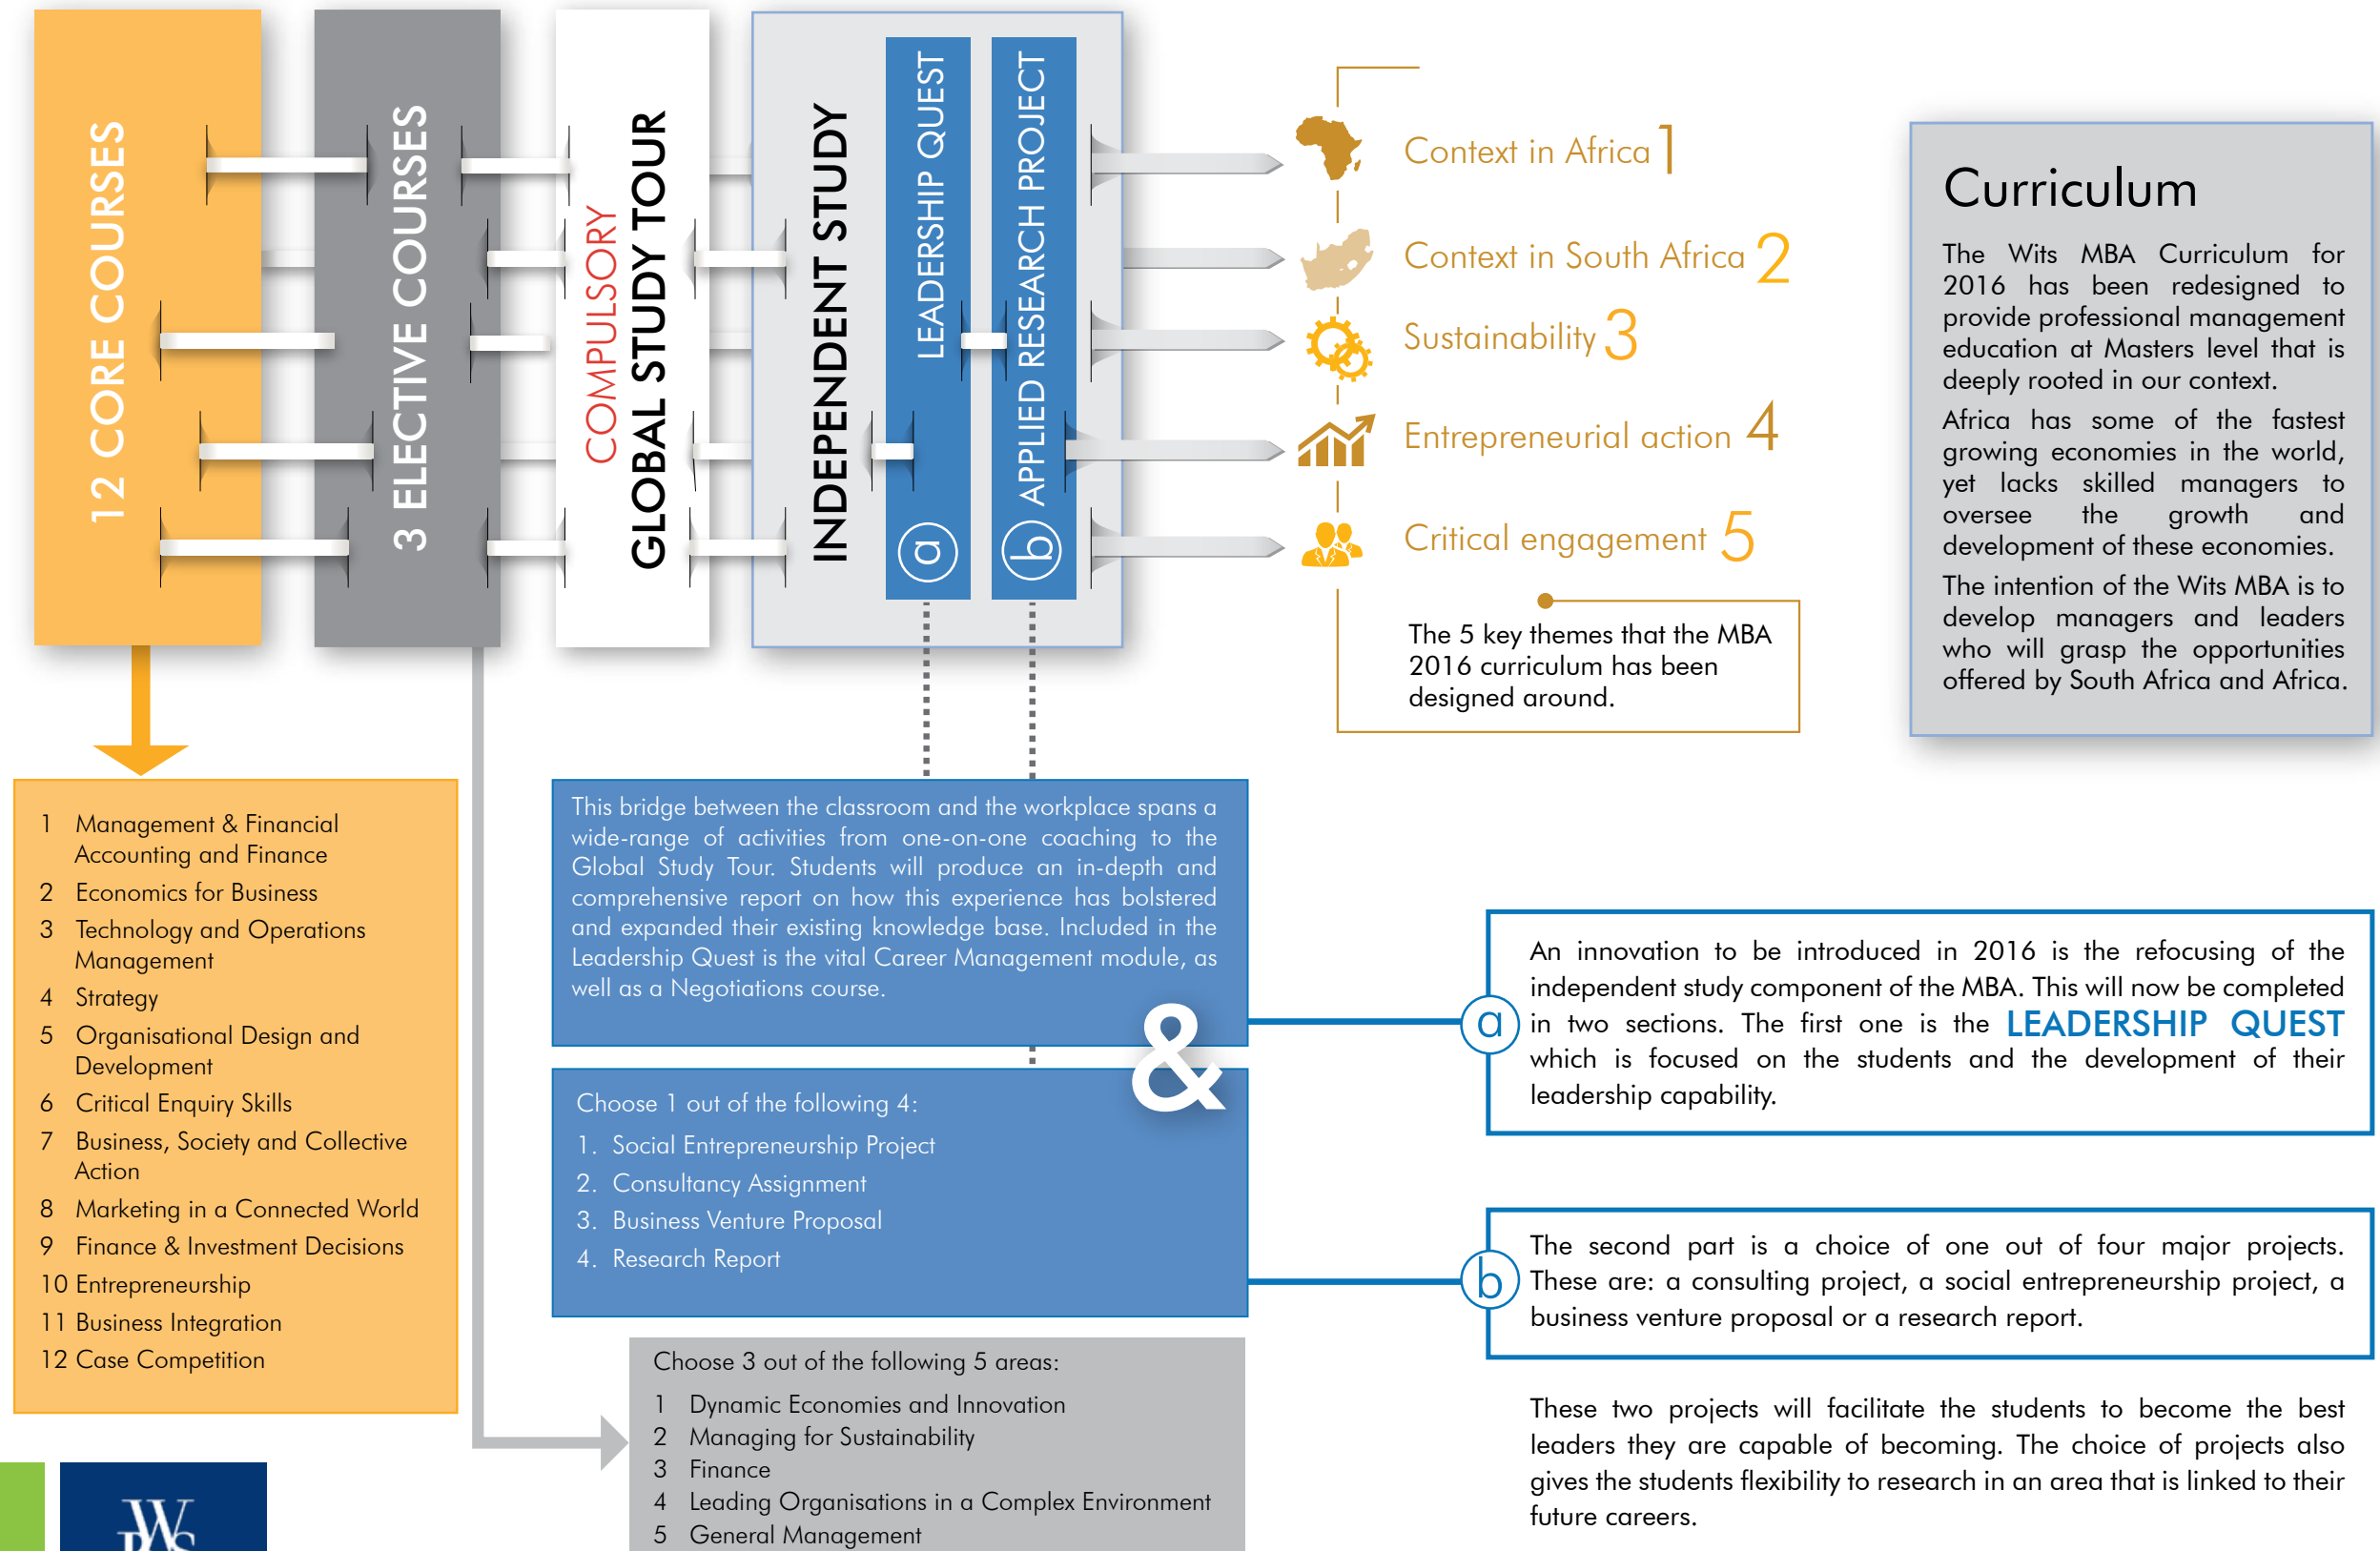 12 CORE COURSES
3 ELECTIVE COURSES
COMPULSORY
GLOBAL STUDY TOUR
INDEPENDENT STUDY
a LEADERSHIP QUEST
b APPLIED RESEARCH PROJECT
Context in Africa 1
Context in South Africa 2
Sustainability 3
Entrepreneurial action 4
Critical engagement 5
The 5 key themes that the MBA
2016 curriculum has been
designed around.
Curriculum
The Wits MBA Curriculum for
2016 has been redesigned to
provide professional management
education at Masters level that is
deeply rooted in our context.
Africa has some of the fastest
growing economies in the world,
yet lacks skilled managers to
oversee the growth and
development of these economies.
The intention of the Wits MBA is to
develop managers and leaders
who will grasp the opportunities
offered by South Africa and Africa.
1 Management & Financial
Accounting and Finance
2 Economics for Business
3 Technology and Operations
Management
4 Strategy
5 Organisational Design and
Development
6 Critical Enquiry Skills
7 Business, Society and Collective
Action
8 Marketing in a Connected World
9 Finance & Investment Decisions
10 Entrepreneurship
11 Business Integration
12 Case Competition
This bridge between the classroom and the workplace spans a
wide-range of activities from one-on-one coaching to the
Global Study Tour. Students will produce an in-depth and
comprehensive report on how this experience has bolstered
and expanded their existing knowledge base. Included in the
Leadership Quest is the vital Career Management module, as
well as a Negotiations course.
&
Choose 1 out of the following 4:
1. Social Entrepreneurship Project
2. Consultancy Assignment
3. Business Venture Proposal
4. Research Report
Choose 3 out of the following 5 areas:
1 Dynamic Economies and Innovation
2 Managing for Sustainability
3 Finance
4 Leading Organisations in a Complex Environment
5 General Management
a
An innovation to be introduced in 2016 is the refocusing of the
independent study component of the MBA. This will now be completed
in two sections. The first one is the LEADERSHIP QUEST
which is focused on the students and the development of their
leadership capability.
b
The second part is a choice of one out of four major projects.
These are: a consulting project, a social entrepreneurship project, a
business venture proposal or a research report.
These two projects will facilitate the students to become the best
leaders they are capable of becoming. The choice of projects also
gives the students flexibility to research in an area that is linked to their
future careers.